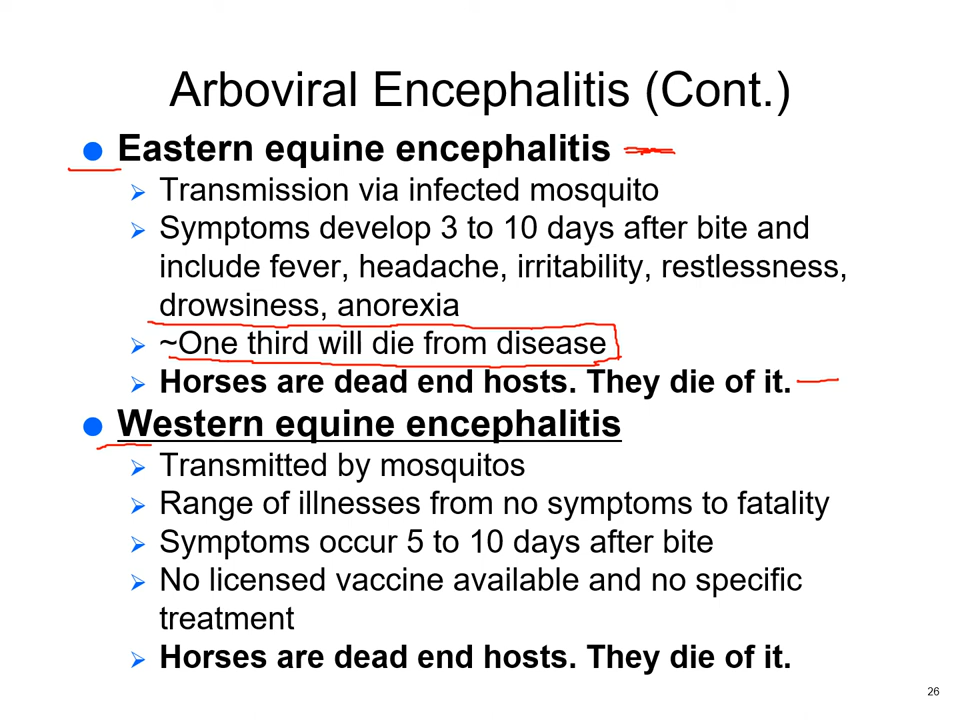 Arboviral Encephalitis (Cont.)
Eastern equine encephalitis
Transmission via infected mosquito
Symptoms develop 3 to 10 days after bite and
include fever, headache, irritability, restlessness,
drowsiness, anorexia
~One third will die from disease
Horses are dead end hosts. They die of it.
Western equine encephalitis
Transmitted by mosquitos
Range of illnesses from no symptoms to fatality
Symptoms occur 5 to 10 days after bite
No licensed vaccine available and no specific
treatment
Horses are dead end hosts. They die of it.
26